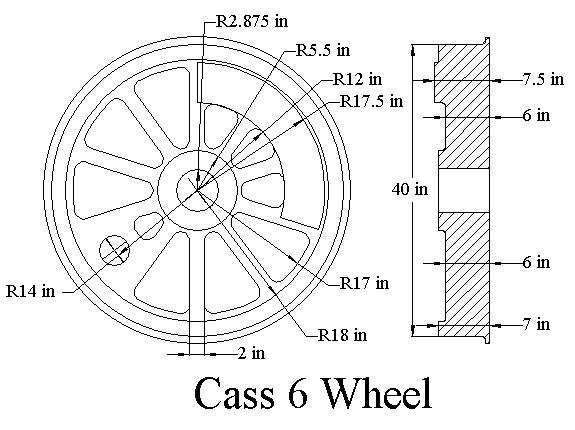 R2.875 in
R5.5 in
R12 in
R17.5 in
7.5 in
6 in
40 in
6 in
R14 in
R17 in
7 in
R18 in
2 in
Cass 6 Wheel